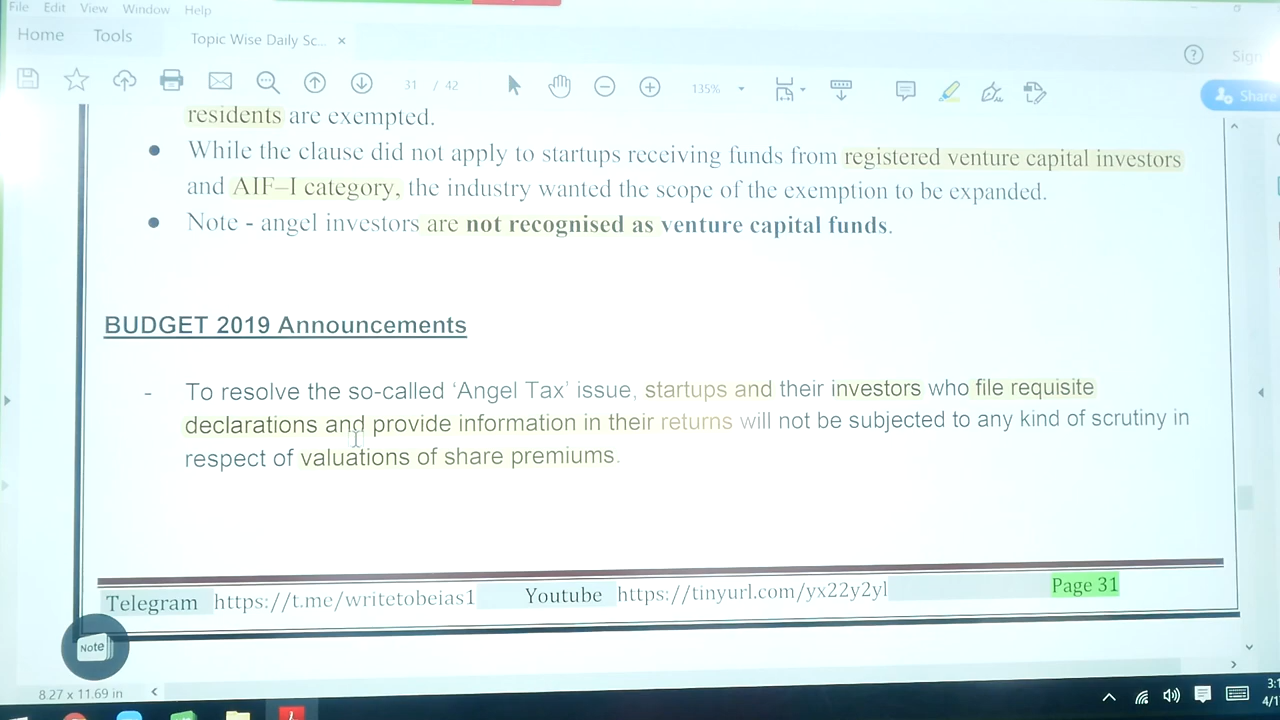 File Edit View Window Help
Home Tools Topic Wise Daily Sc... ×
31 / 42 135% Share
residents are exempted.
● While the clause did not apply to startups receiving funds from registered venture capital investors
and AIF–I category, the industry wanted the scope of the exemption to be expanded.
● Note - angel investors are not recognised as venture capital funds.
BUDGET 2019 Announcements
- To resolve the so-called ‘Angel Tax’ issue, startups and their investors who file requisite
declarations and provide information in their returns will not be subjected to any kind of scrutiny in
respect of valuations of share premiums.
Telegram https://t.me/writetobeias1 Youtube https://tinyurl.com/yx22y2yl Page 31
Note
8.27 x 11.69 in